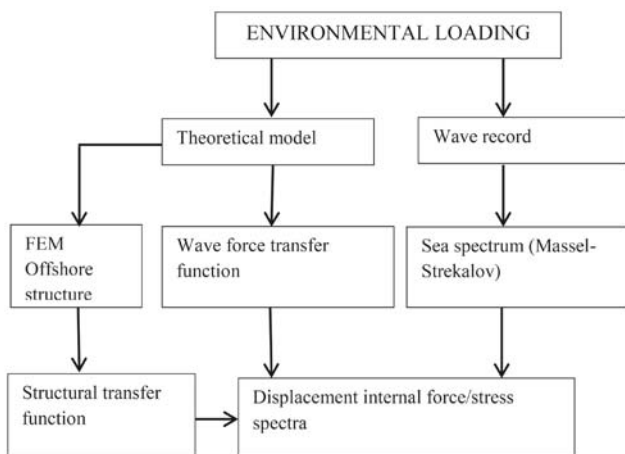 ENVIRONMENTAL LOADING
Theoretical model
Wave record
FEM
Offshore
structure
Wave force transfer
function
Sea spectrum (Massel-
Strekalov)
Structural transfer
function
Displacement internal force/stress
spectra